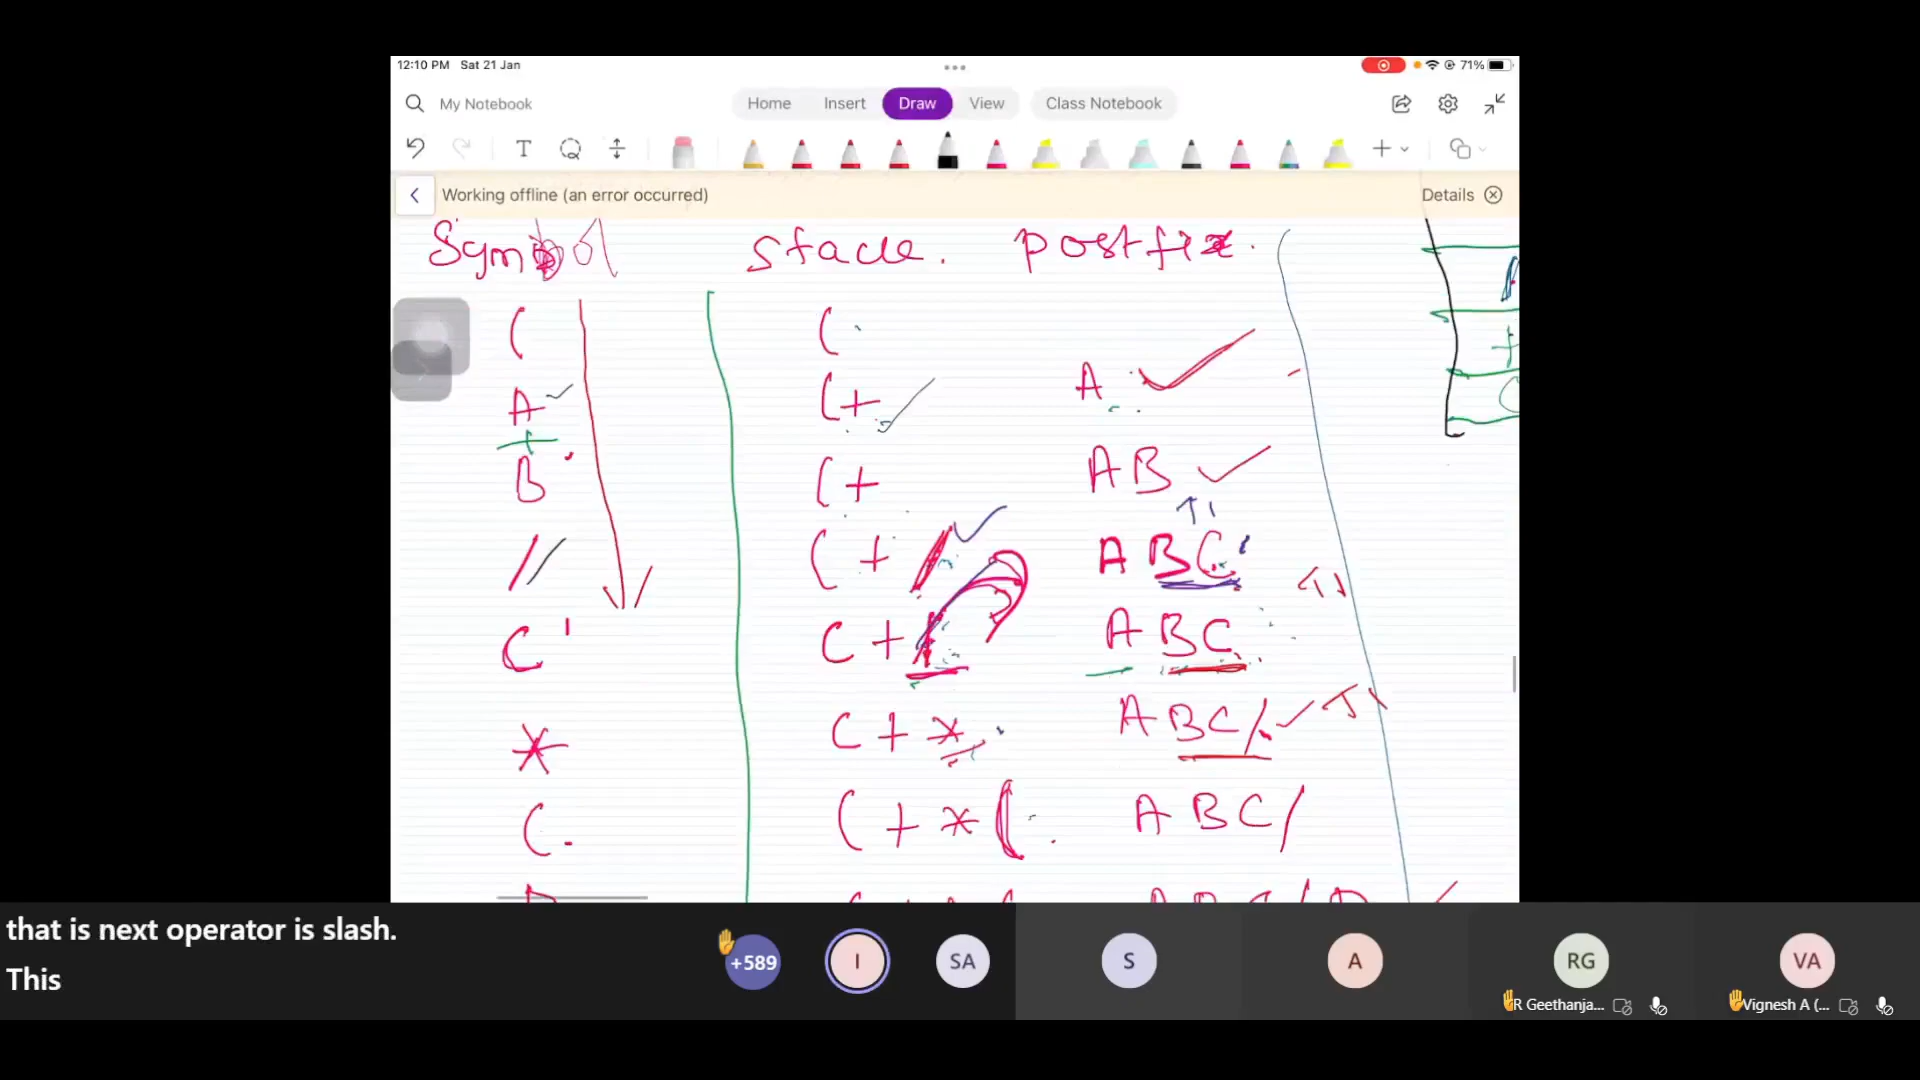 12:10 PM Sat 21 Jan 71%
My Notebook Home Insert Draw View Class Notebook
T
Working offline (an error occurred) Details
Symbol stack. postfix.
( (
A (+ A
+
B (+ AB
/ (+/ ABC
C (+/ ABC
* (+* ABC/
( (+*( ABC/
that is next operator is slash.
This
+589 I SA S A RG VA
R Geethanja... Vignesh A (...